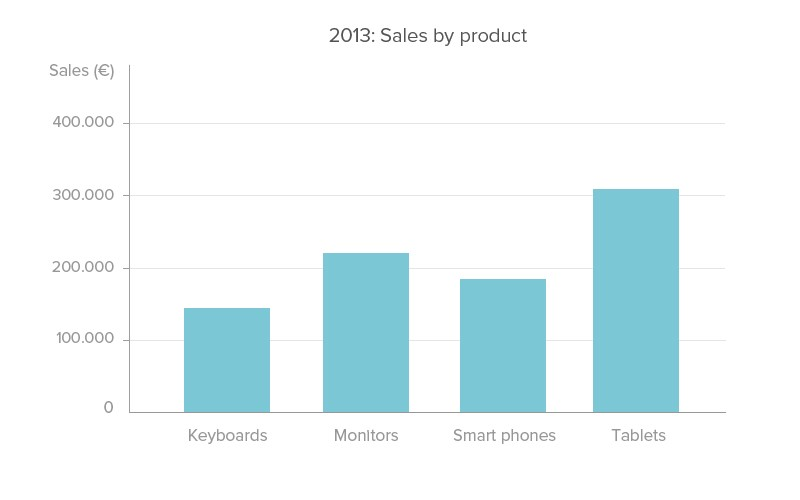 2013: Sales by product
Sales (€)
400.000
300.000
200.000
100.000
0
Keyboards Monitors Smart phones Tablets